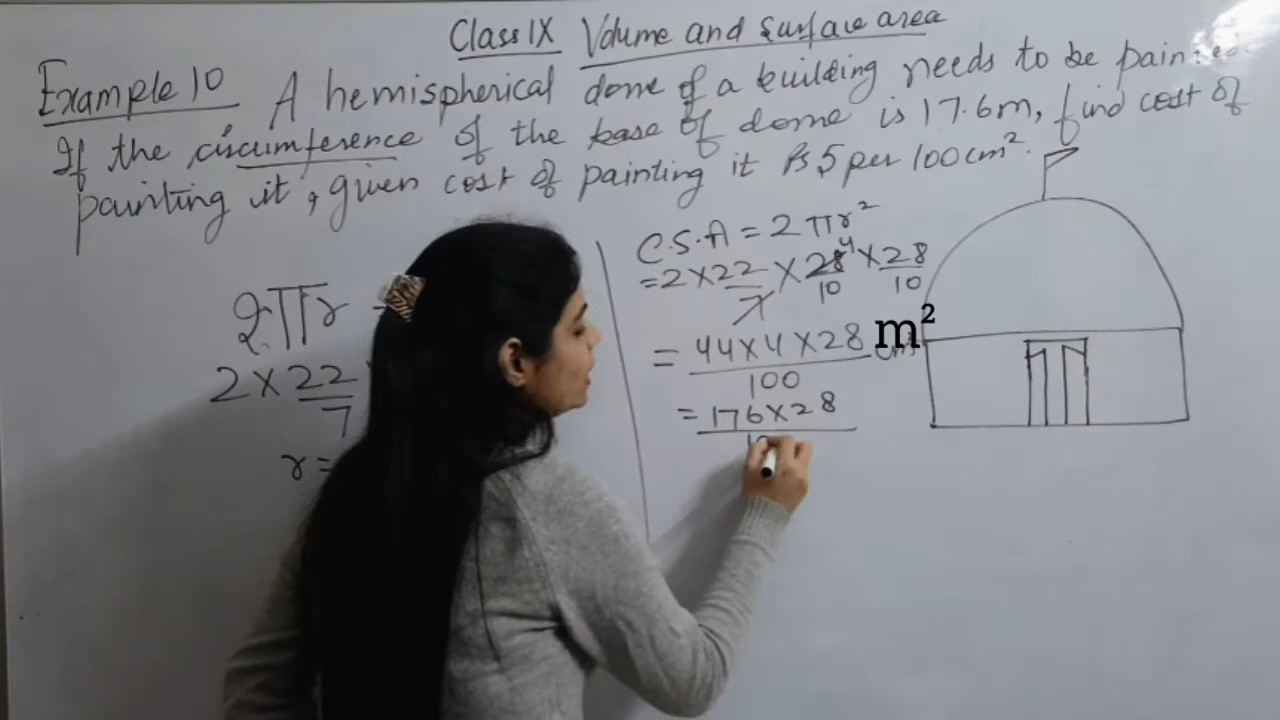 Class IX Volume and Surface area
Example 10 A hemispherical dome of a building needs to be painted.
If the circumference of the base of dome is 17.6m, find cost of
painting it, given cost of painting it Rs 5 per 100cm².
2πr
2×22/7
r=
C.S.A = 2πr²
=2×22/7×28/10 4×28/10
= 44×4×28/100 m²
= 176×28/10